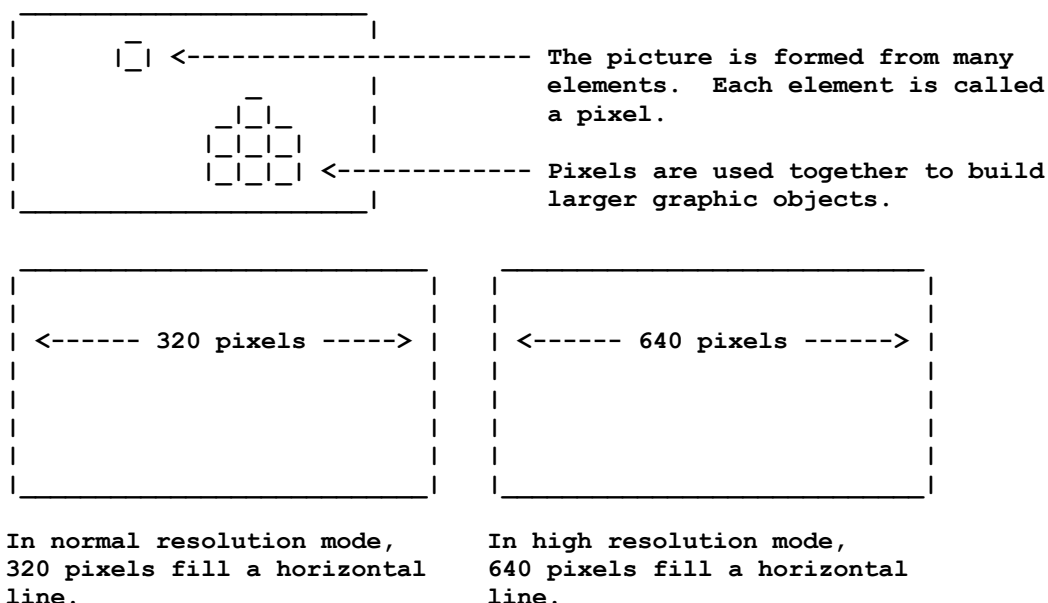 The picture is formed from many
elements.  Each element is called
a pixel.
Pixels are used together to build
larger graphic objects.
<------ 320 pixels ----->
<------ 640 pixels ------>
In normal resolution mode,
320 pixels fill a horizontal
line.
In high resolution mode,
640 pixels fill a horizontal
line.